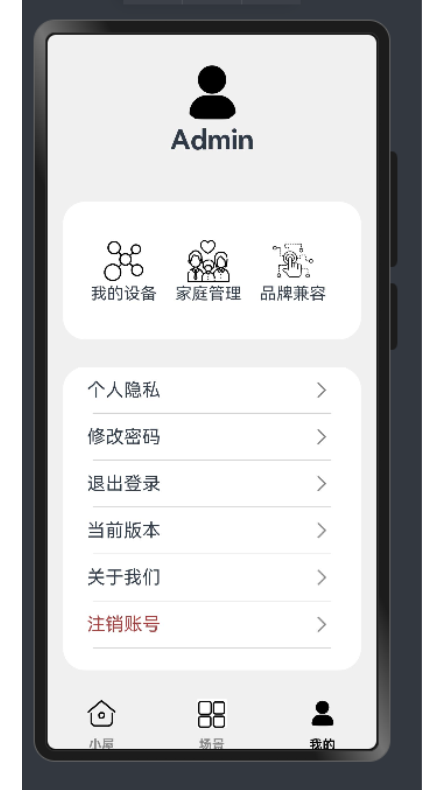 Admin
我的设备 家庭管理 品牌兼容
个人隐私
修改密码
退出登录
当前版本
关于我们
注销账号
小屋 场景 我的